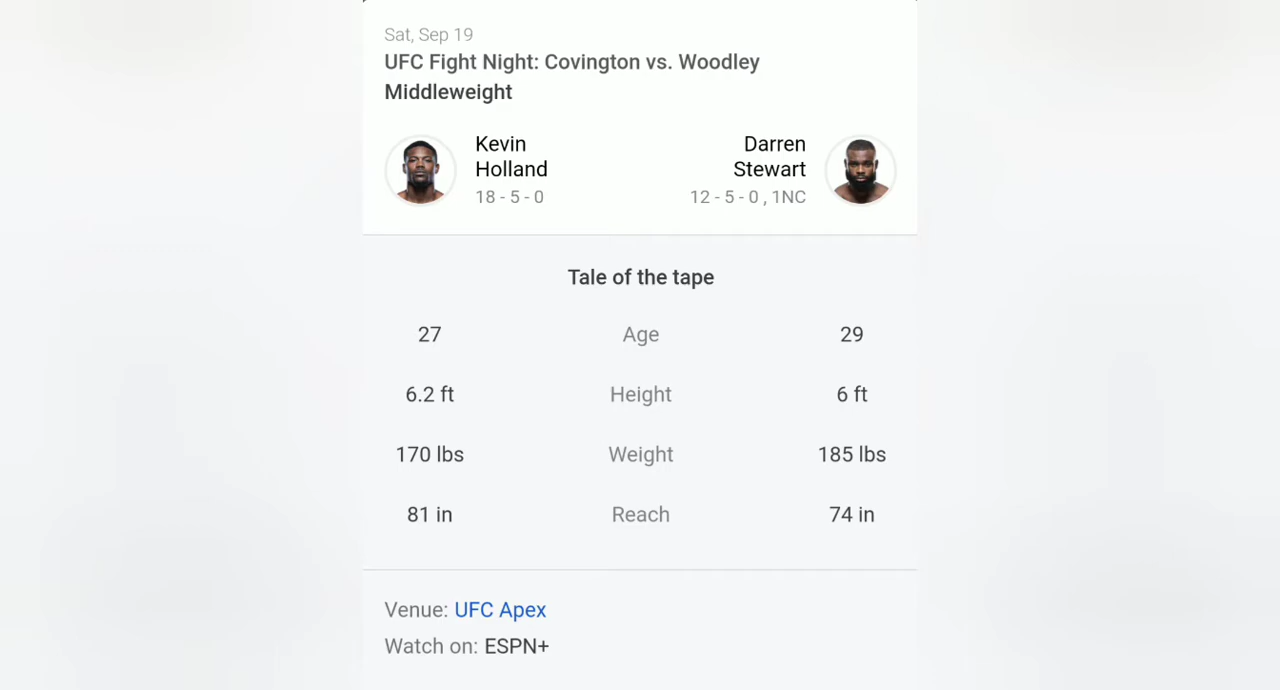 Sat, Sep 19
UFC Fight Night: Covington vs. Woodley
Middleweight
Kevin Holland
18 - 5 - 0
Darren Stewart
12 - 5 - 0 , 1NC
Tale of the tape
27 Age 29
6.2 ft Height 6 ft
170 lbs Weight 185 lbs
81 in Reach 74 in
Venue: UFC Apex
Watch on: ESPN+